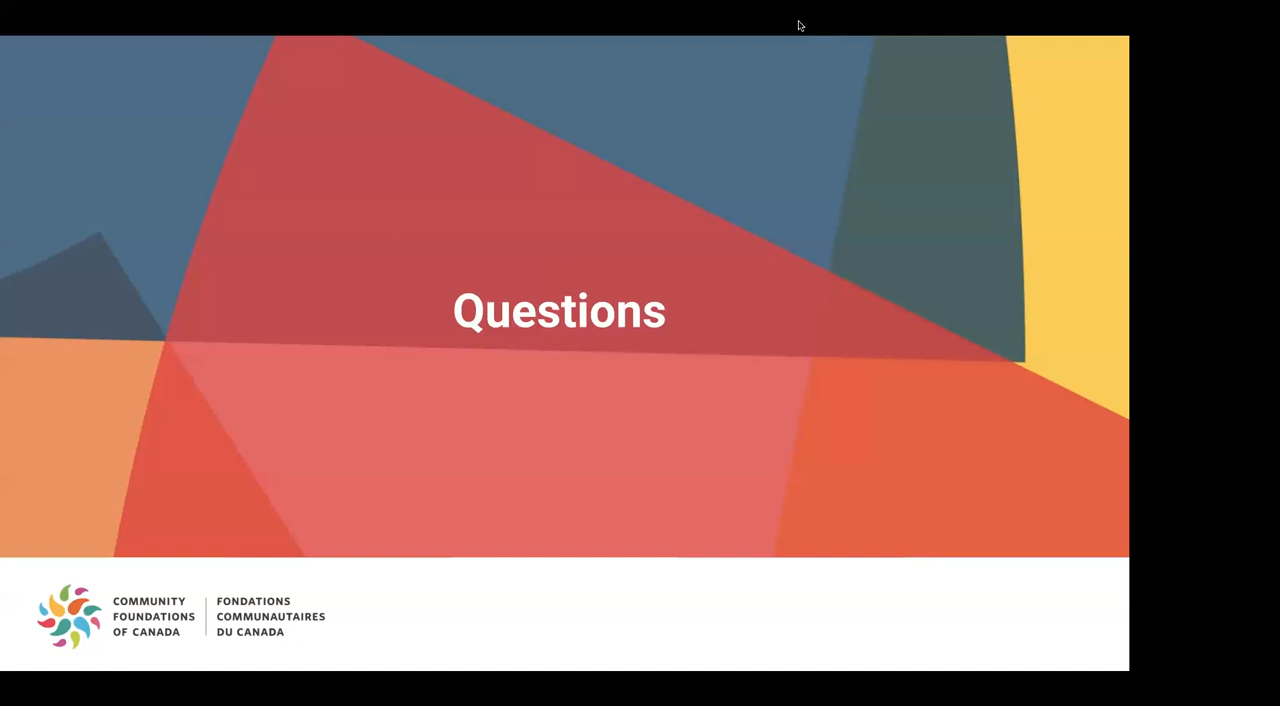 Questions
COMMUNITY
FOUNDATIONS
OF CANADA
FONDATIONS
COMMUNAUTAIRES
DU CANADA